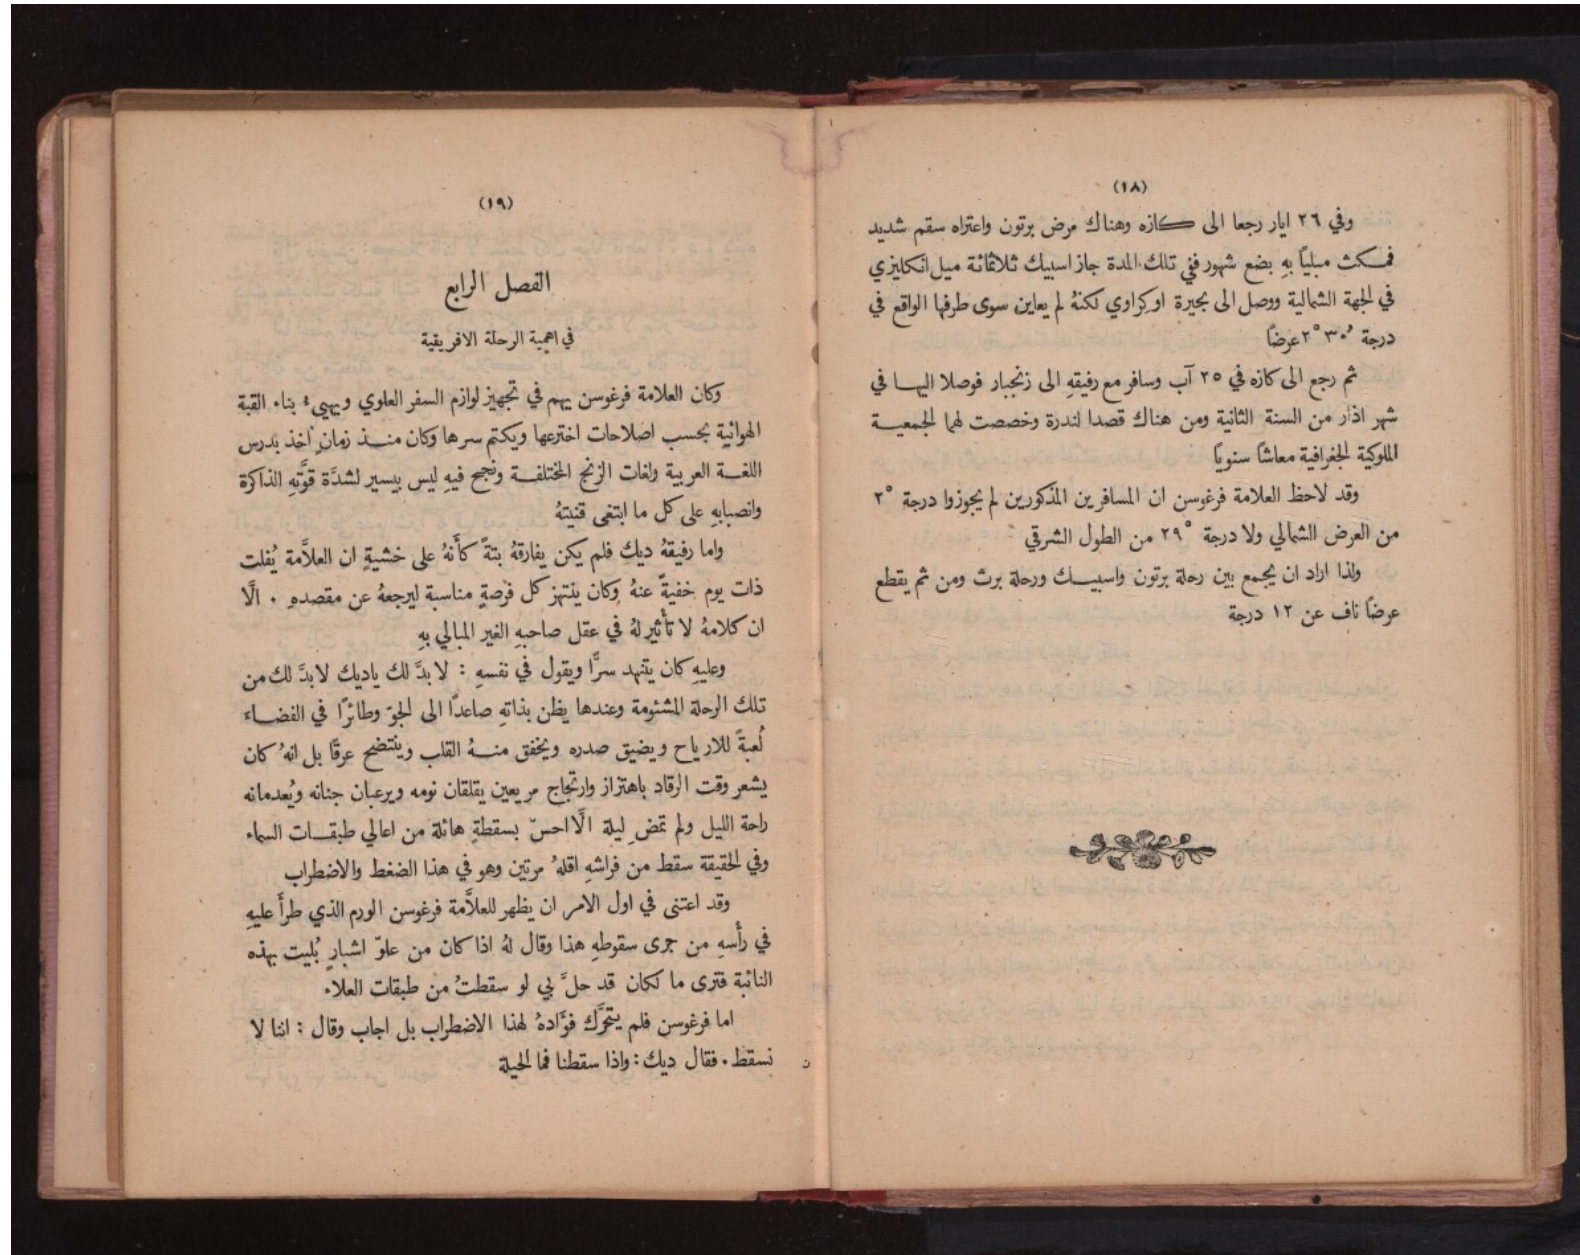 (١٨)
وفي ٢٦ ايار رجعا الى كازه وهناك مرض برتون واعتراه سقم شديد
فمكث مبليًا بهِ بضع شهور ففي تلك المدة جاز اسبيك ثلاثمائة ميل انكليزي
في الجهة الشمالية ووصل الى بحيرة اوكراوي لكنهُ لم يعاين سوى طرفها الواقع في
درجة ٣٠َ ٢° عرضًا
ثم رجع الى كازه في ٢٥ آب وسافر مع رفيقهِ الى زنجبار فوصلا اليها في
شهر اذار من السنة الثانية ومن هناك قصدا لندرة وخصصت لهما الجمعية
الملوكية الجغرافية معاشًا سنويًا
وقد لاحظ العلامة فرغوسن ان المسافرين المذكورين لم يجوزوا درجة ٢°
من العرض الشمالي ولا درجة ٢٩° من الطول الشرقي
ولذا اراد ان يجمع بين رحلة برتون واسبيك ورحلة برث ومن ثم يقطع
عرضًا ناف عن ١٢ درجة
(١٩)
الفصل الرابع
في اهمية الرحلة الافريقية
وكان العلامة فرغوسن يهم في تجهيز لوازم السفر العلوي ويهيئ بناء القبة
الهوائية بحسب اصلاحات اخترعها ويكتم سرها وكان منذ زمانٍ اخذ بدرس
اللغة العربية ولغات الزنج المختلفة ونجح فيهِ ليس بيسير لشدَّة قوَّتهِ الذاكرة
وانصبابهِ على كل ما ابتغى قنيتهُ
واما رفيقهُ ديك فلم يكن يفارقهُ بتةً كأَنهُ على خشيةٍ ان العلاَّمة يُفلت
ذات يوم خفيةً عنهُ وكان ينتهز كل فرصةٍ مناسبة ليرجعهُ عن مقصدهِ . الَّا
ان كلامهُ لا تأثير لهُ في عقل صاحبهِ الغير المبالي بهِ
وعليهِ كان يتنهد سرًّا ويقول في نفسهِ : لا بدَّ لك ياديك لا بدَّ لك من
تلك الرحلة المشئومة وعندها يظن بذاتهِ صاعدًا الى الجوّ وطائرًا في الفضاء
لُعبةً للارياح ويضيق صدره ويخفق منهُ القلب وينتضح عرقًا بل انهُ كان
يشعر وقت الرقاد باهتزاز وارتجاج مريعين يقلقان نومه ويرعبان جنانه ويُعدمانه
راحة الليل ولم تمضِ ليلة الَّا احسّ بسقطةٍ هائلة من اعالي طبقات السماء
وفي الحقيقة سقط من فراشهِ اقلهُ مرتين وهو في هذا الضغط والاضطراب
وقد اعتنى في اول الامر ان يظهر للعلاَّمة فرغوسن الورم الذي طرأَ عليهِ
في رأسهِ من جرى سقوطهِ هذا وقال لهُ اذا كان من علوّ اشبارٍ بُليت بهذه
النائبة فترى ما لكان قد حلَّ بي لو سقطتُ من طبقات العلاء
اما فرغوسن فلم يتحرَّك فوَّادهُ لهذا الاضطراب بل اجاب وقال : اننا لا
نسقط . فقال ديك : واذا سقطنا فما الحيلة